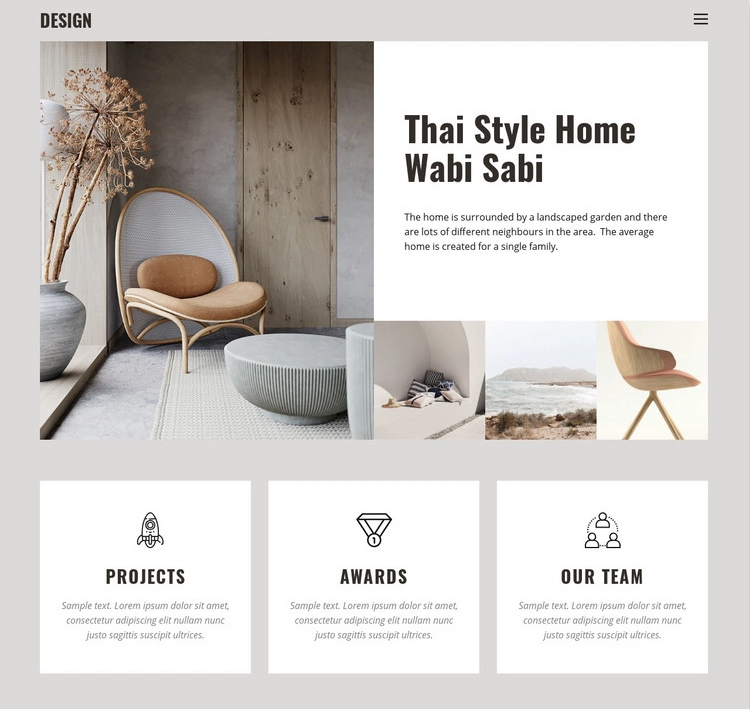 DESIGN
Thai Style Home
Wabi Sabi
The home is surrounded by a landscaped garden and there
are lots of different neighbours in the area.  The average
home is created for a single family.
1
PROJECTS
Sample text. Lorem ipsum dolor sit amet,
consectetur adipiscing elit nullam nunc
justo sagittis suscipit ultrices.
AWARDS
Sample text. Lorem ipsum dolor sit amet,
consectetur adipiscing elit nullam nunc
justo sagittis suscipit ultrices.
OUR TEAM
Sample text. Lorem ipsum dolor sit amet,
consectetur adipiscing elit nullam nunc
justo sagittis suscipit ultrices.